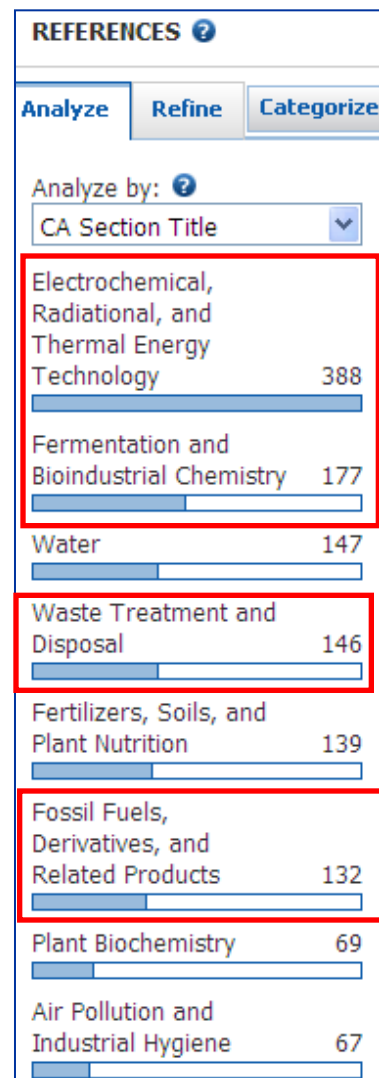 REFERENCES ?
Analyze Refine Categorize
Analyze by: ?
CA Section Title
Electrochemical,
Radiational, and
Thermal Energy
Technology 388
Fermentation and
Bioindustrial Chemistry 177
Water 147
Waste Treatment and
Disposal 146
Fertilizers, Soils, and
Plant Nutrition 139
Fossil Fuels,
Derivatives, and
Related Products 132
Plant Biochemistry 69
Air Pollution and
Industrial Hygiene 67